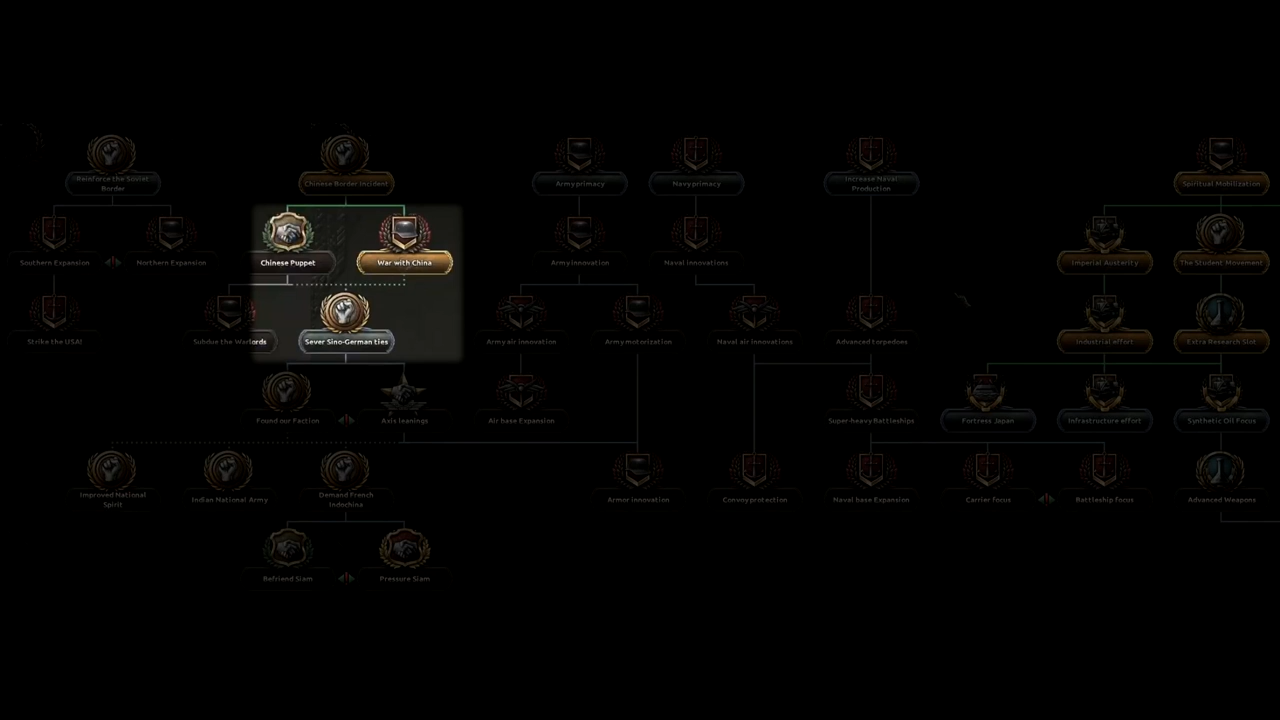 Reinforce the Soviet
Border
Chinese Border Incident
Army primacy
Navy primacy
Increase Naval
Production
Spiritual Mobilization
Southern Expansion
Northern Expansion
Chinese Puppet
War with China
Army Innovation
Naval Innovations
Imperial Austerity
The Student Movement
Strike the USA!
Subdue the Warlords
Sever Sino-German ties
Army air innovation
Army motorization
Naval air innovations
Advanced torpedoes
Industrial effort
Extra Research Slot
Found our Faction
Axis leanings
Air base Expansion
Super-heavy Battleships
Fortress Japan
Infrastructure effort
Synthetic Oil Focus
Improved National
Spirit
Indian National Army
Demand French
Indochina
Armor Innovation
Convoy protection
Naval base Expansion
Carrier focus
Battleship focus
Advanced Weapons
Befriend Siam
Pressure Siam